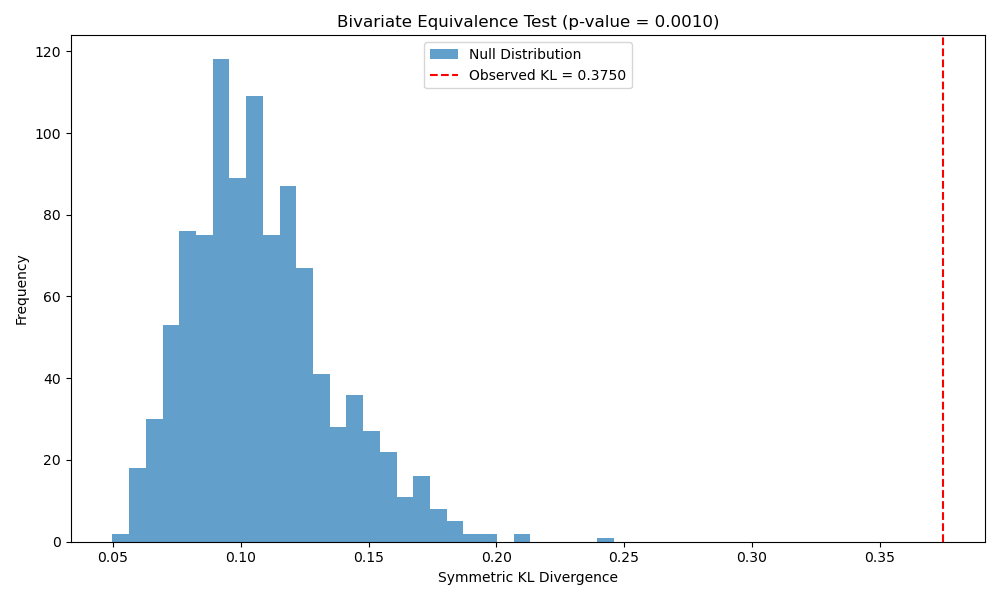 Bivariate Equivalence Test (p-value = 0.0010)
Null Distribution
Observed KL = 0.3750
Frequency
120
100
80
60
40
20
0
0.05 0.10 0.15 0.20 0.25 0.30 0.35
Symmetric KL Divergence